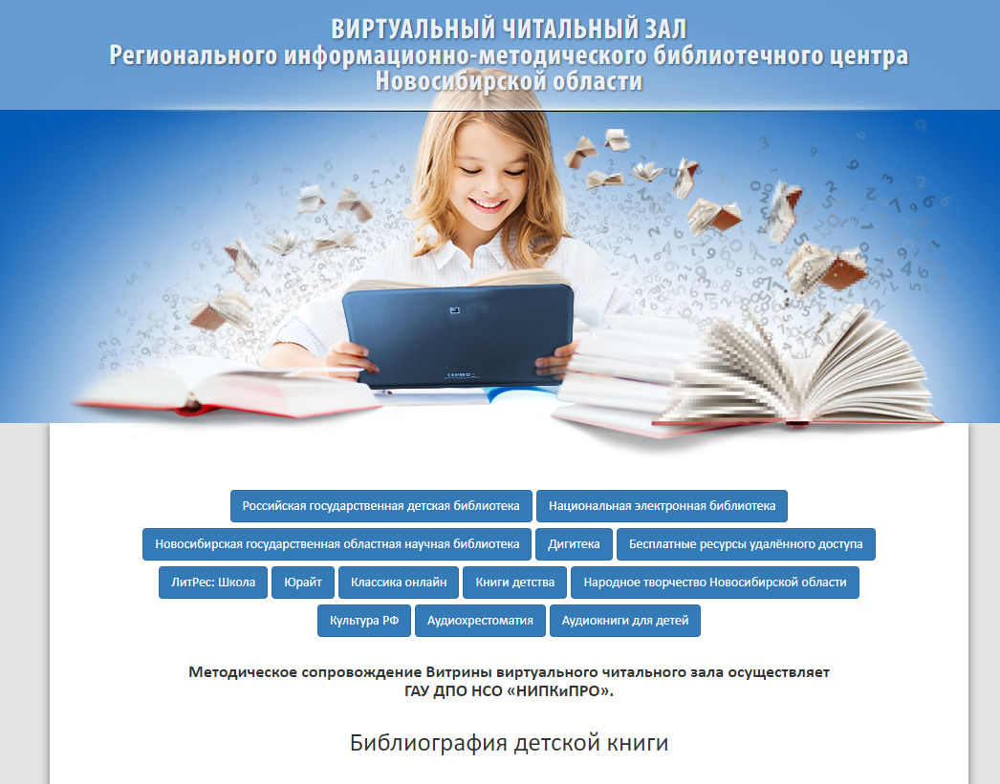 ВИРТУАЛЬНЫЙ ЧИТАЛЬНЫЙ ЗАЛ
Регионального информационно-методического библиотечного центра
Новосибирской области
Российская государственная детская библиотека
Национальная электронная библиотека
Новосибирская государственная областная научная библиотека
Дигитека
Бесплатные ресурсы удалённого доступа
ЛитРес: Школа
Юрайт
Классика онлайн
Книги детства
Народное творчество Новосибирской области
Культура РФ
Аудиохрестоматия
Аудиокниги для детей
Методическое сопровождение Витрины виртуального читального зала осуществляет
ГАУ ДПО НСО «НИПКиПРО».
Библиография детской книги